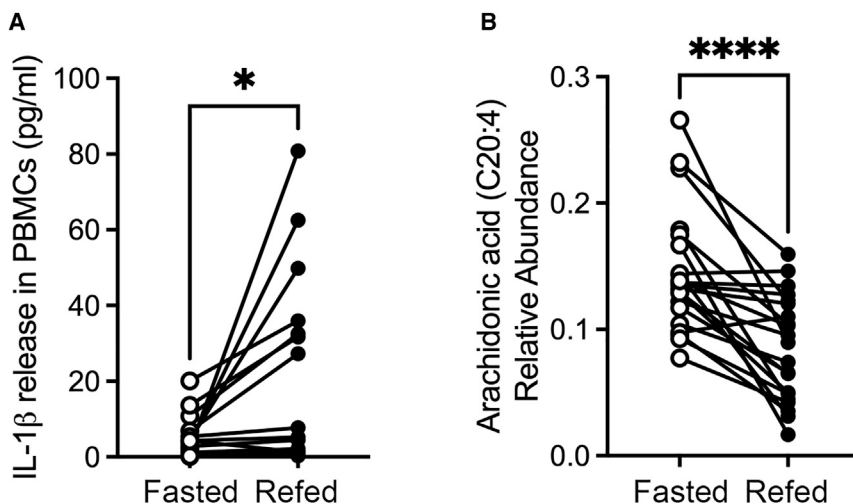 A
IL-1β release in PBMCs (pg/ml)
100
80
60
40
20
0
*
Fasted Refed
B
Arachidonic acid (C20:4)
Relative Abundance
0.3
0.2
0.1
0.0
****
Fasted Refed